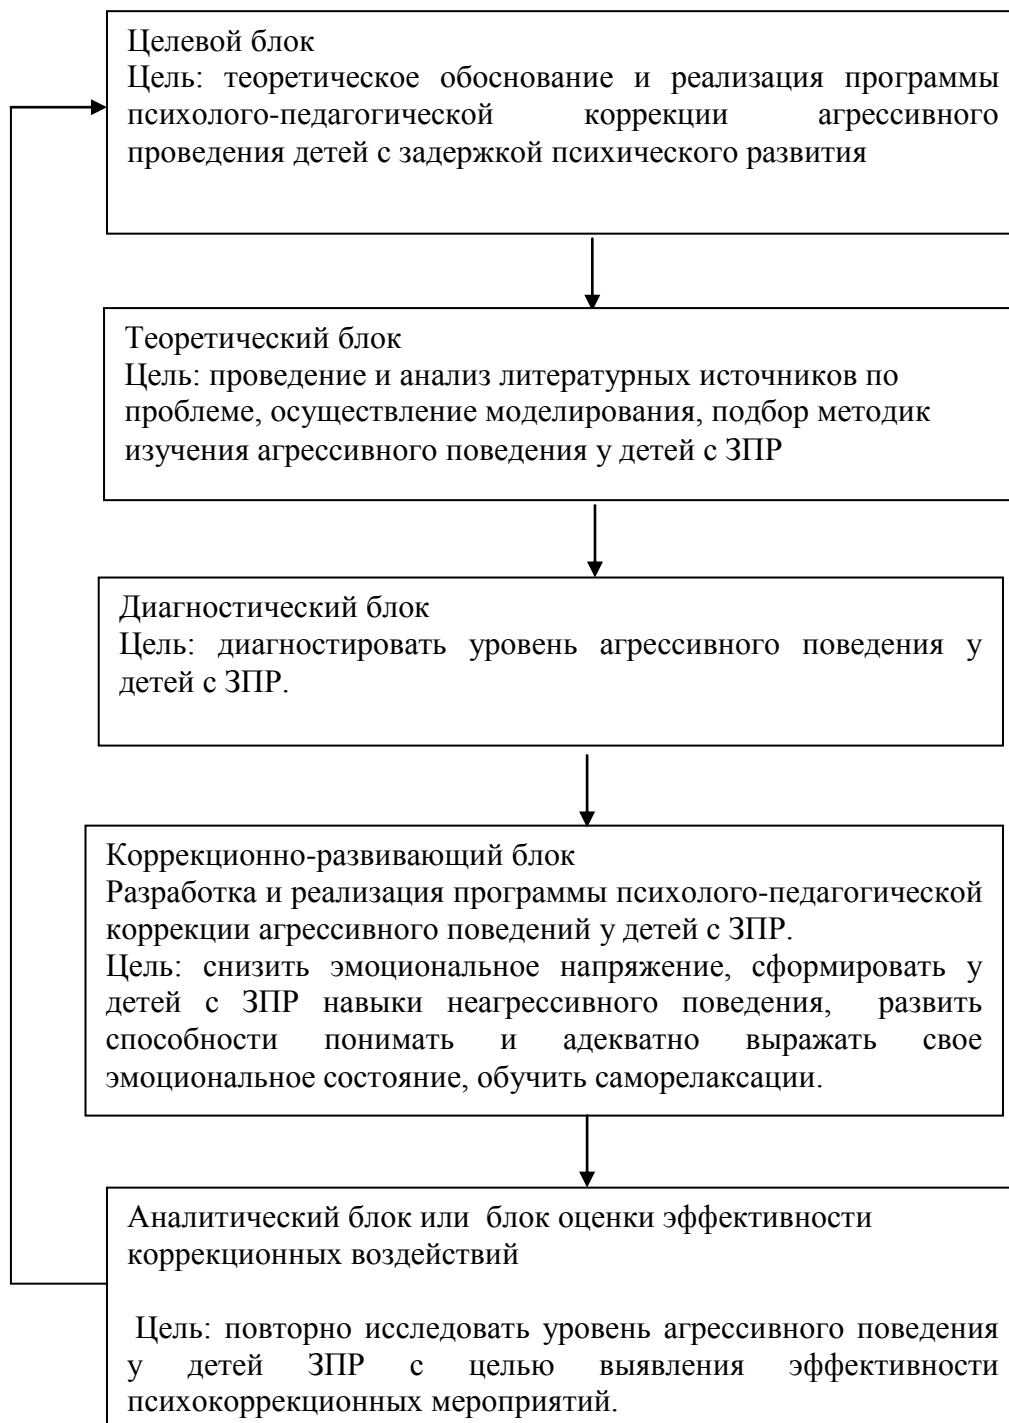 Целевой блок
Цель: теоретическое обоснование и реализация программы
психолого-педагогической коррекции агрессивного
проведения детей с задержкой психического развития
Теоретический блок
Цель: проведение и анализ литературных источников по
проблеме, осуществление моделирования, подбор методик
изучения агрессивного поведения у детей с ЗПР
Диагностический блок
Цель: диагностировать уровень агрессивного поведения у
детей с ЗПР.
Коррекционно-развивающий блок
Разработка и реализация программы психолого-педагогической
коррекции агрессивного поведений у детей с ЗПР.
Цель: снизить эмоциональное напряжение, сформировать у
детей с ЗПР навыки неагрессивного поведения, развить
способности понимать и адекватно выражать свое
эмоциональное состояние, обучить саморелаксации.
Аналитический блок или блок оценки эффективности
коррекционных воздействий
Цель: повторно исследовать уровень агрессивного поведения
у детей ЗПР с целью выявления эффективности
психокоррекционных мероприятий.